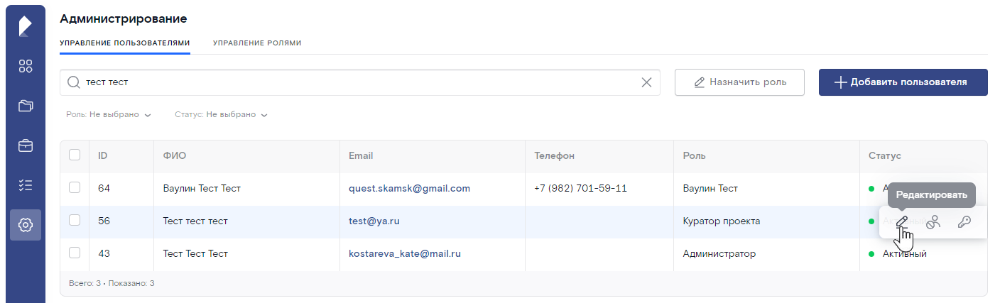 Администрирование
УПРАВЛЕНИЕ ПОЛЬЗОВАТЕЛЯМИ УПРАВЛЕНИЕ РОЛЯМИ
тест тест Назначить роль Добавить пользователя
Роль: Не выбрано Статус: Не выбрано
ID ФИО Email Телефон Роль Статус
64 Ваулин Тест Тест quest.skamsk@gmail.com +7 (982) 701-59-11 Ваулин Тест
Редактировать
56 Тест тест тест test@ya.ru Куратор проекта Активный
43 Тест Тест Тест kostareva_kate@mail.ru Администратор Активный
Всего: 3 • Показано: 3